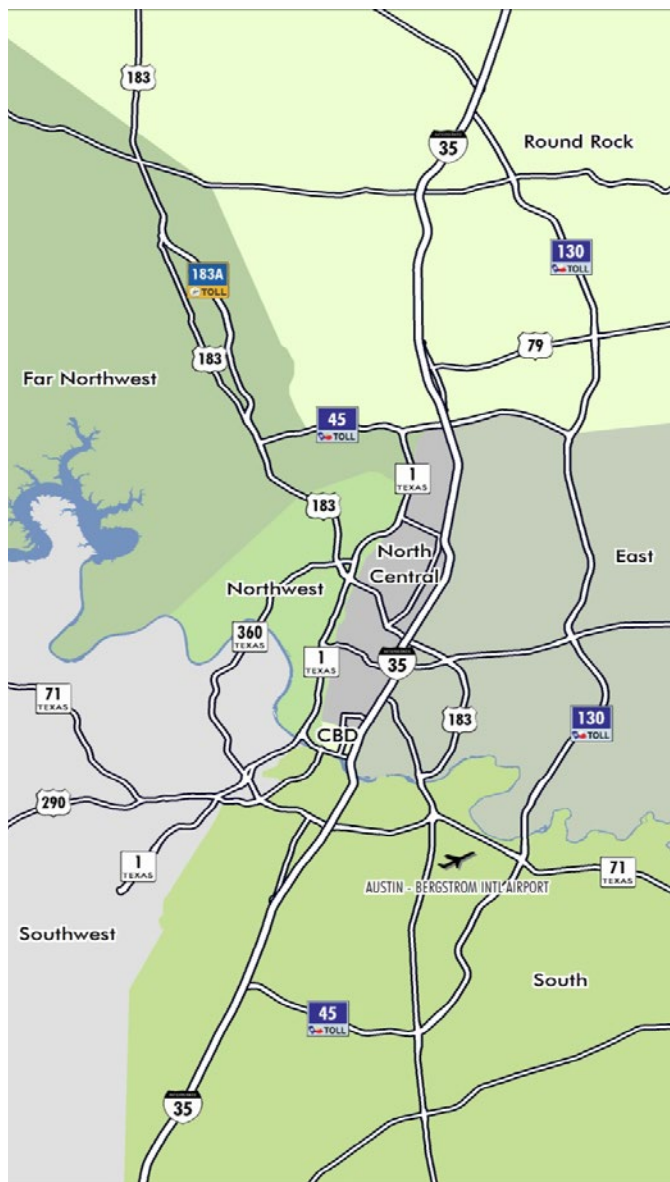 183
35
Round Rock
130
TOLL
183A
TOLL
79
183
Far Northwest
45
TOLL
1
TEXAS
183
North
Central
East
Northwest
360
TEXAS
1
TEXAS
35
71
TEXAS
183
130
TOLL
CBD
290
1
TEXAS
71
TEXAS
AUSTIN - BERGSTROM INTL AIRPORT
Southwest
South
45
TOLL
35